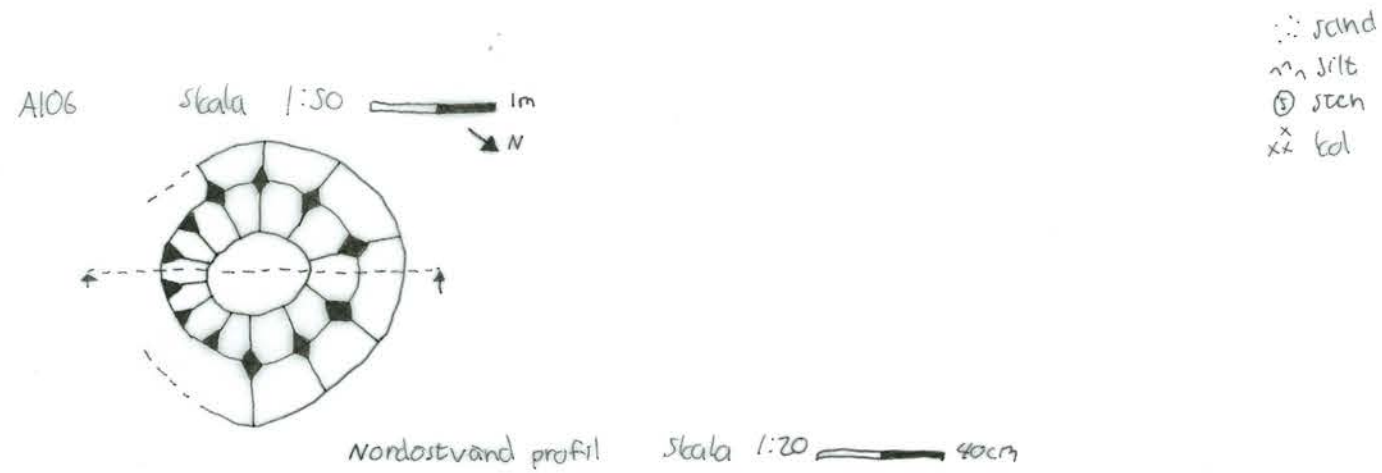 A106 Skala 1:50 1m
N
sand
silt
S sten
kol
Nordostvänd profil Skala 1:20 40cm